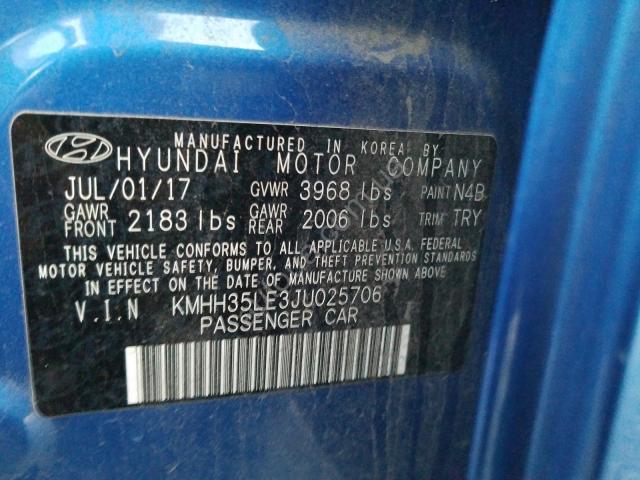 MANUFACTURED IN KOREA BY
HYUNDAI MOTOR COMPANY
JUL/01/17 GVWR 3968 lbs PAINT N4B
GAWR FRONT 2183 lbs GAWR REAR 2006 lbs TRIM TRY
THIS VEHICLE CONFORMS TO ALL APPLICABLE U.S.A. FEDERAL
MOTOR VEHICLE SAFETY, BUMPER, AND THEFT PREVENTION STANDARDS
IN EFFECT ON THE DATE OF MANUFACTURE SHOWN ABOVE.
V.I.N KMHH35LE3JU025706
PASSENGER CAR